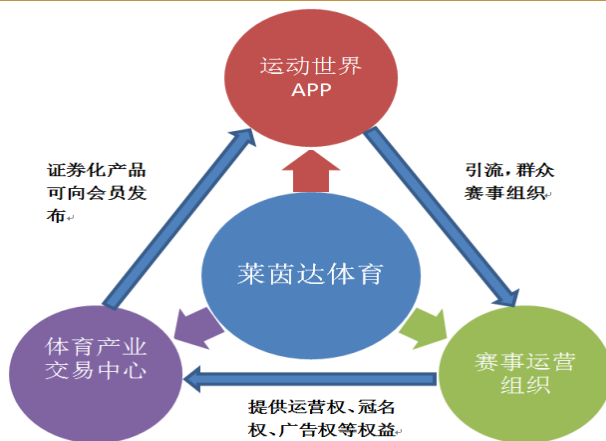 运动世界
APP
证券化产品
可向会员发
布
引流，群众
赛事组织
莱茵达体育
体育产业
交易中心
赛事运营
组织
提供运营权、冠名
权、广告权等权益